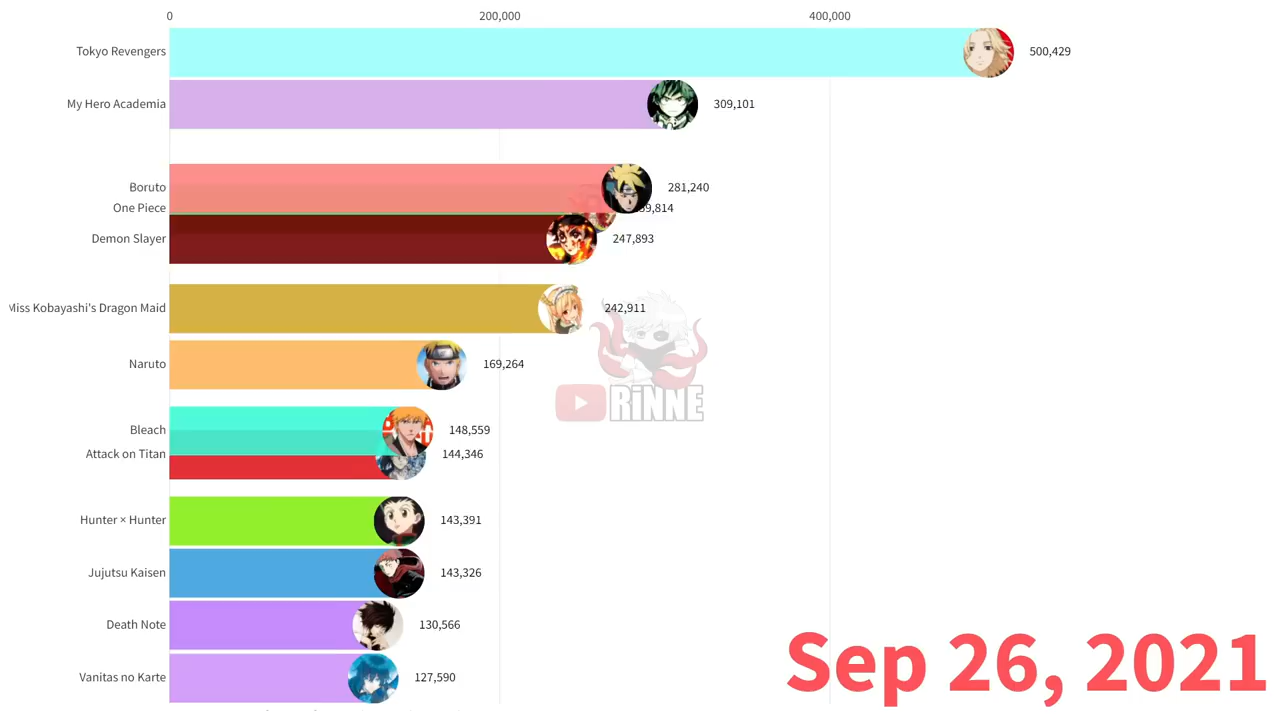 0 200,000 400,000
Tokyo Revengers 500,429
My Hero Academia 309,101
Boruto 281,240
One Piece 9,814
Demon Slayer 247,893
Miss Kobayashi's Dragon Maid 242,911
Naruto 169,264
RiNNE
Bleach 148,559
Attack on Titan 144,346
Hunter × Hunter 143,391
Jujutsu Kaisen 143,326
Death Note 130,566
Vanitas no Karte 127,590
Sep 26, 2021